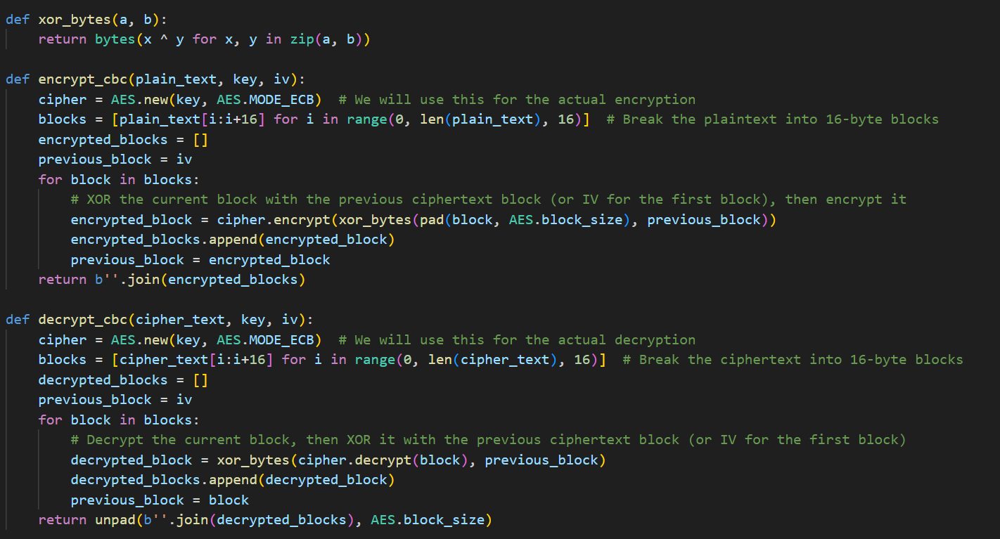 def xor_bytes(a, b):
    return bytes(x ^ y for x, y in zip(a, b))

def encrypt_cbc(plain_text, key, iv):
    cipher = AES.new(key, AES.MODE_ECB)  # We will use this for the actual encryption
    blocks = [plain_text[i:i+16] for i in range(0, len(plain_text), 16)]  # Break the plaintext into 16-byte blocks
    encrypted_blocks = []
    previous_block = iv
    for block in blocks:
        # XOR the current block with the previous ciphertext block (or IV for the first block), then encrypt it
        encrypted_block = cipher.encrypt(xor_bytes(pad(block, AES.block_size), previous_block))
        encrypted_blocks.append(encrypted_block)
        previous_block = encrypted_block
    return b''.join(encrypted_blocks)

def decrypt_cbc(cipher_text, key, iv):
    cipher = AES.new(key, AES.MODE_ECB)  # We will use this for the actual decryption
    blocks = [cipher_text[i:i+16] for i in range(0, len(cipher_text), 16)]  # Break the ciphertext into 16-byte blocks
    decrypted_blocks = []
    previous_block = iv
    for block in blocks:
        # Decrypt the current block, then XOR it with the previous ciphertext block (or IV for the first block)
        decrypted_block = xor_bytes(cipher.decrypt(block), previous_block)
        decrypted_blocks.append(decrypted_block)
        previous_block = block
    return unpad(b''.join(decrypted_blocks), AES.block_size)